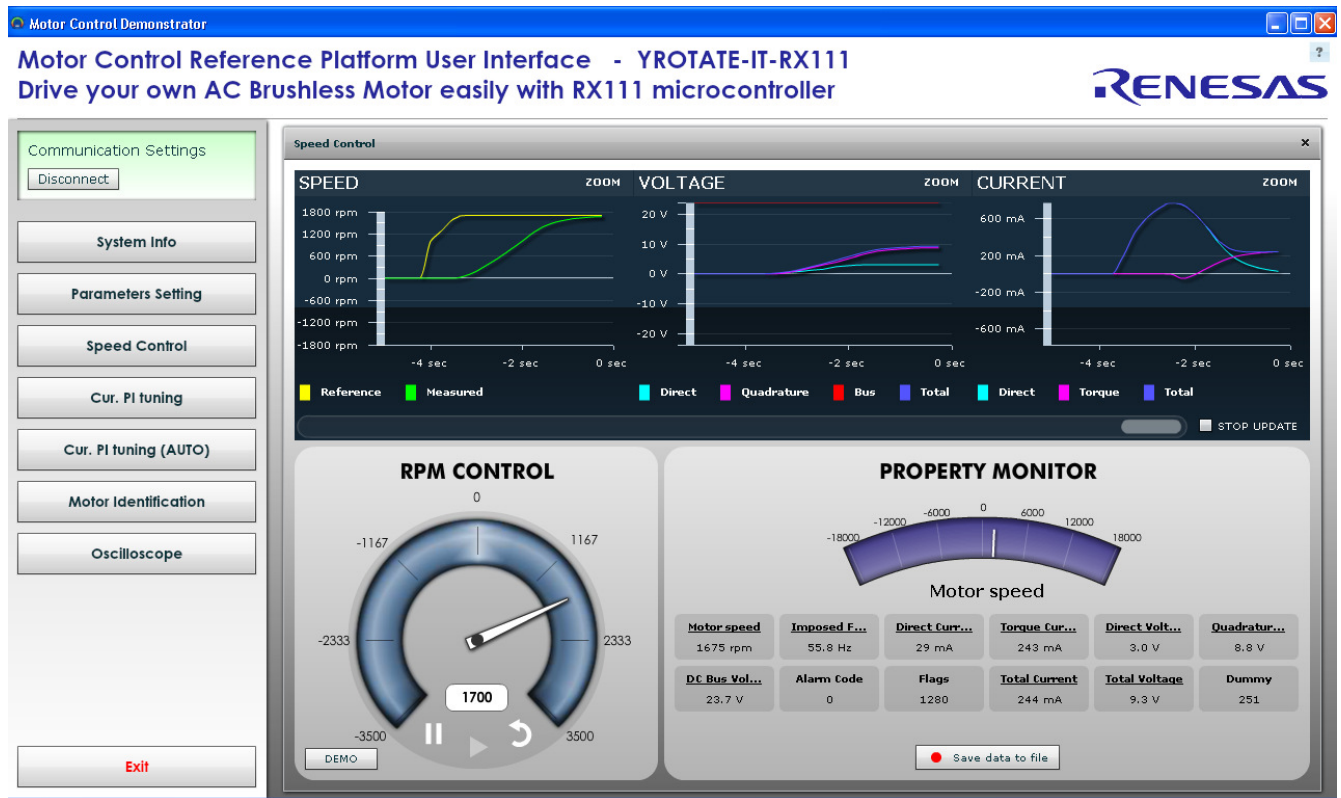 Motor Control Demonstrator
Motor Control Reference Platform User Interface - YROTATE-IT-RX111
Drive your own AC Brushless Motor easily with RX111 microcontroller
?
RENESAS
Communication Settings
Disconnect
System Info
Parameters Setting
Speed Control
Cur. PI tuning
Cur. PI tuning (AUTO)
Motor Identification
Oscilloscope
Exit
Speed Control
x
SPEED
ZOOM
1800 rpm
1200 rpm
600 rpm
0 rpm
-600 rpm
-1200 rpm
-1800 rpm
-4 sec -2 sec 0 sec
Reference Measured
VOLTAGE
ZOOM
20 V
10 V
0 V
-10 V
-20 V
-4 sec -2 sec 0 sec
Direct Quadrature Bus Total
CURRENT
ZOOM
600 mA
200 mA
-200 mA
-600 mA
-4 sec -2 sec 0 sec
Direct Torque Total
STOP UPDATE
RPM CONTROL
0
-1167 1167
-2333 2333
1700
-3500 3500
DEMO
PROPERTY MONITOR
-18000 -12000 -6000 0 6000 12000 18000
Motor speed
Motor speed Imposed F... Direct Curr... Torque Cur... Direct Volt... Quadratur...
1675 rpm 55.8 Hz 29 mA 243 mA 3.0 V 8.8 V
DC Bus Vol... Alarm Code Flags Total Current Total Voltage Dummy
23.7 V 0 1280 244 mA 9.3 V 251
Save data to file